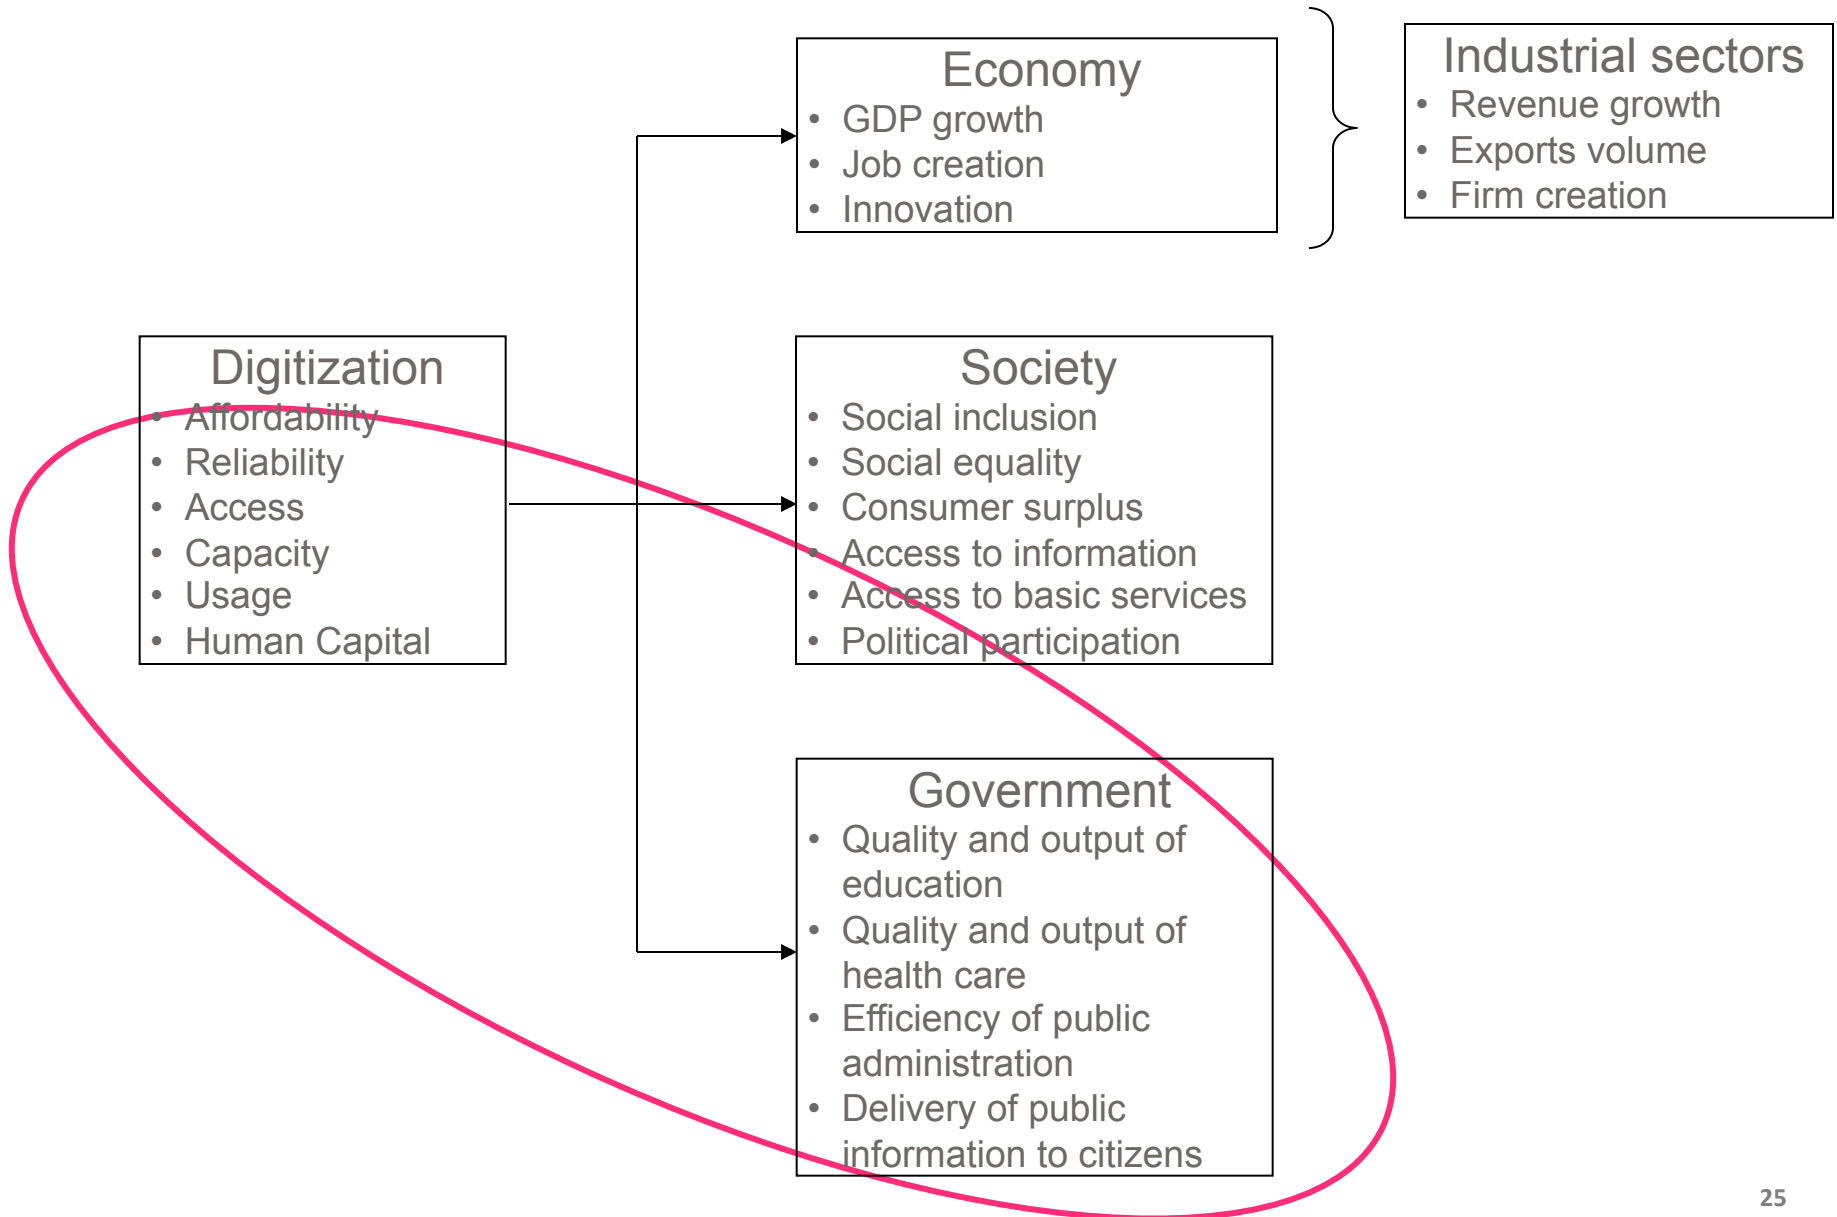 Economy
• GDP growth
• Job creation
• Innovation
Industrial sectors
• Revenue growth
• Exports volume
• Firm creation
Digitization
• Affordability
• Reliability
• Access
• Capacity
• Usage
• Human Capital
Society
• Social inclusion
• Social equality
• Consumer surplus
• Access to information
• Access to basic services
• Political participation
Government
• Quality and output of
education
• Quality and output of
health care
• Efficiency of public
administration
• Delivery of public
information to citizens
25